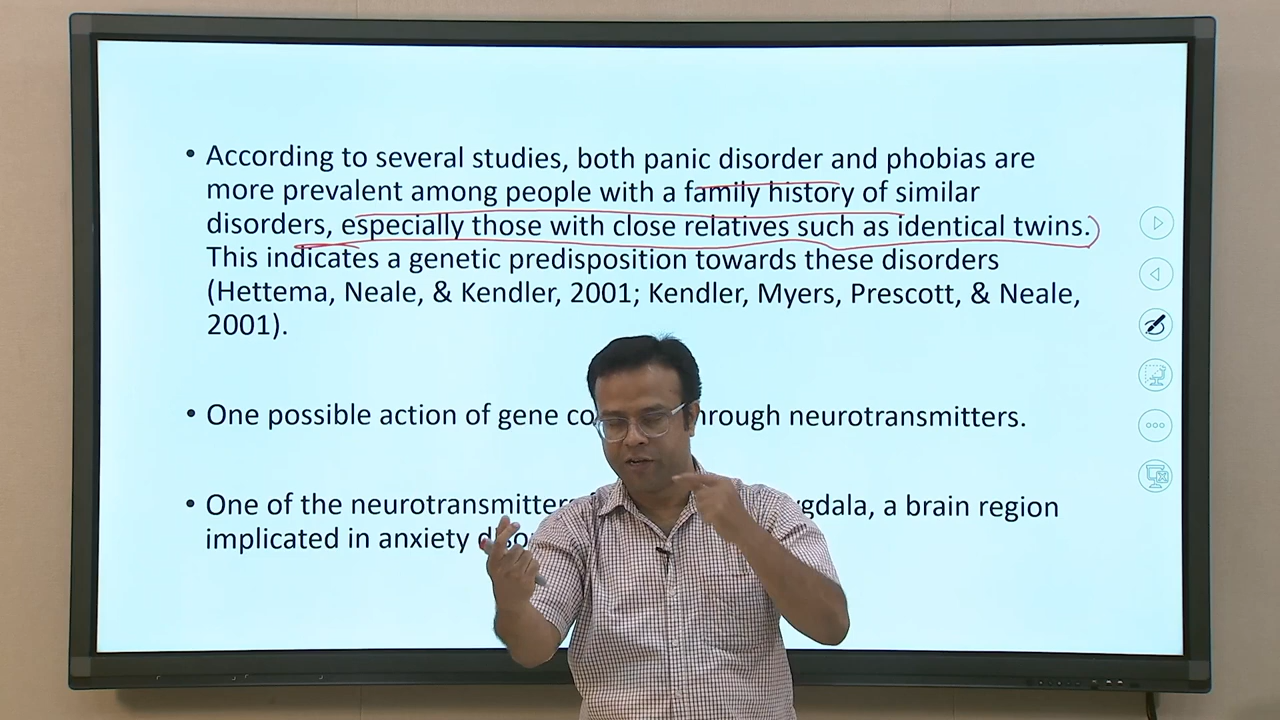 • According to several studies, both panic disorder and phobias are
more prevalent among people with a family history of similar
disorders, especially those with close relatives such as identical twins.
This indicates a genetic predisposition towards these disorders
(Hettema, Neale, & Kendler, 2001; Kendler, Myers, Prescott, & Neale,
2001).
• One possible action of gene through neurotransmitters.
• One of the neurotransmitters a brain region
implicated in anxiety